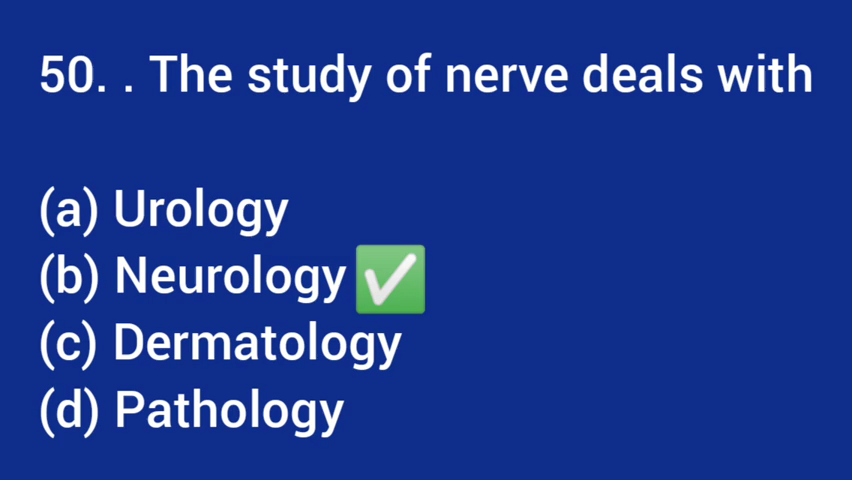 50. . The study of nerve deals with
(a) Urology
(b) Neurology ✅
(c) Dermatology
(d) Pathology